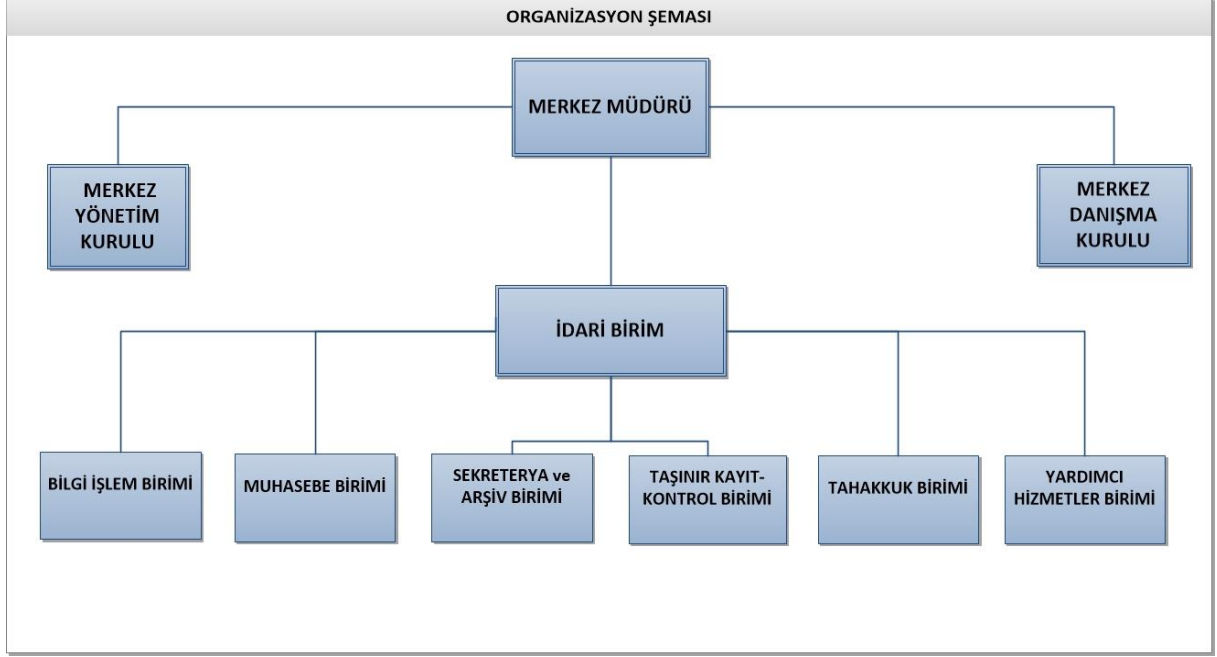 ORGANİZASYON ŞEMASI
MERKEZ MÜDÜRÜ
MERKEZ
YÖNETİM
KURULU
MERKEZ
DANIŞMA
KURULU
İDARİ BİRİM
BİLGİ İŞLEM BİRİMİ
MUHASEBE BİRİMİ
SEKRETERYA ve
ARŞİV BİRİMİ
TAŞINIR KAYIT-
KONTROL BİRİMİ
TAHAKKUK BİRİMİ
YARDIMCI
HİZMETLER BİRİMİ